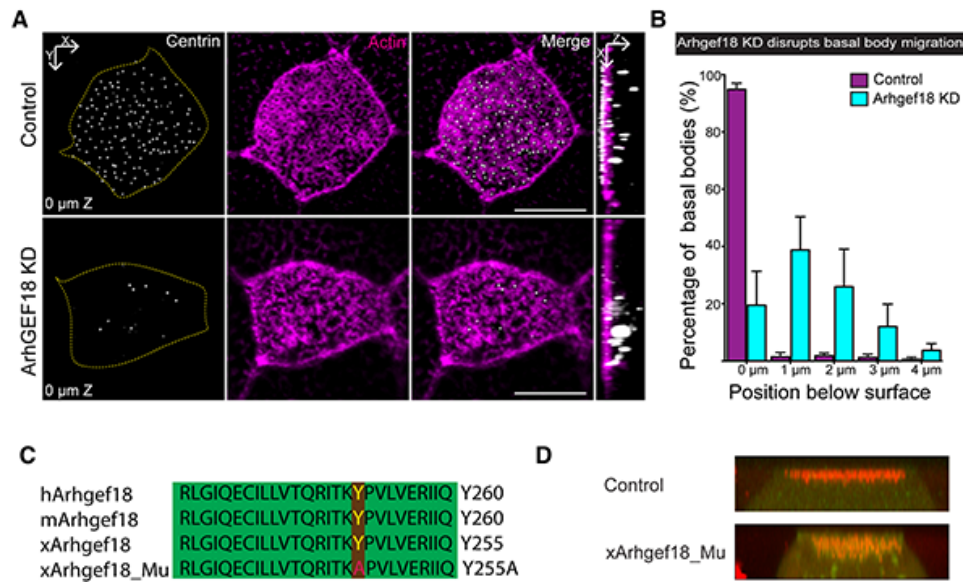 A
X
Y
Centrin
Actin
Merge
Z
X
Control
0 µm Z
ArhGEF18 KD
0 µm Z
B
Arhgef18 KD disrupts basal body migration
Percentage of basal bodies (%)
100
80
60
40
20
Control
Arhgef18 KD
0 µm 1 µm 2 µm 3 µm 4 µm
Position below surface
C
hArhgef18 RLGIQECILLVTQRITKYPVLVERIIQ Y260
mArhgef18 RLGIQECILLVTQRITKYPVLVERIIQ Y260
xArhgef18 RLGIQECILLVTQRITKYPVLVERIIQ Y255
xArhgef18_Mu RLGIQECILLVTQRITKAPVLVERIIQ Y255A
D
Control
xArhgef18_Mu